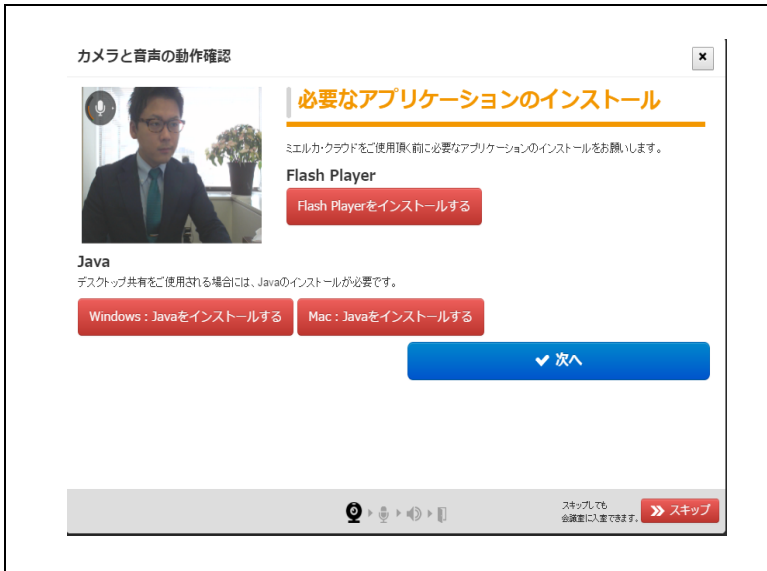 カメラと音声の動作確認
必要なアプリケーションのインストール
ミエルカ・クラウドをご使用頂く前に必要なアプリケーションのインストールをお願いします。
Flash Player
Flash Playerをインストールする
Java
デスクトップ共有をご使用される場合には、Javaのインストールが必要です。
Windows : Javaをインストールする
Mac : Javaをインストールする
次へ
スキップしても
会議室に入室できます。
スキップ